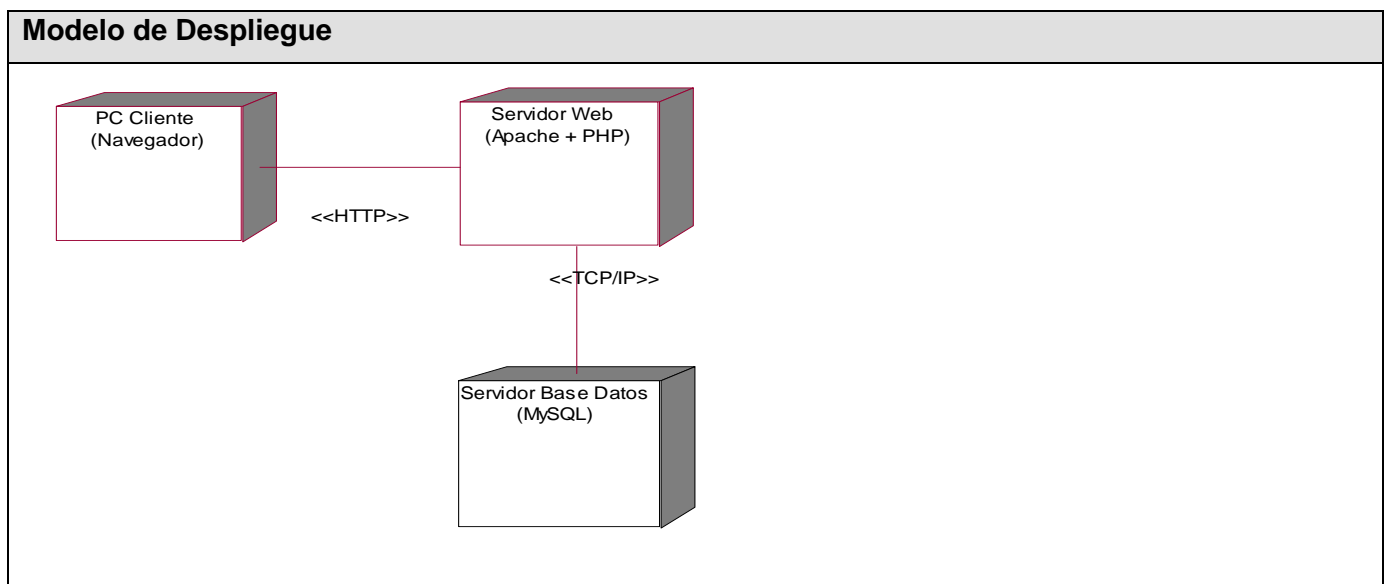 Modelo de Despliegue
PC Cliente
(Navegador)
Servidor Web
(Apache + PHP)
<<HTTP>>
<<TCP/IP>>
Servidor Base Datos
(MySQL)